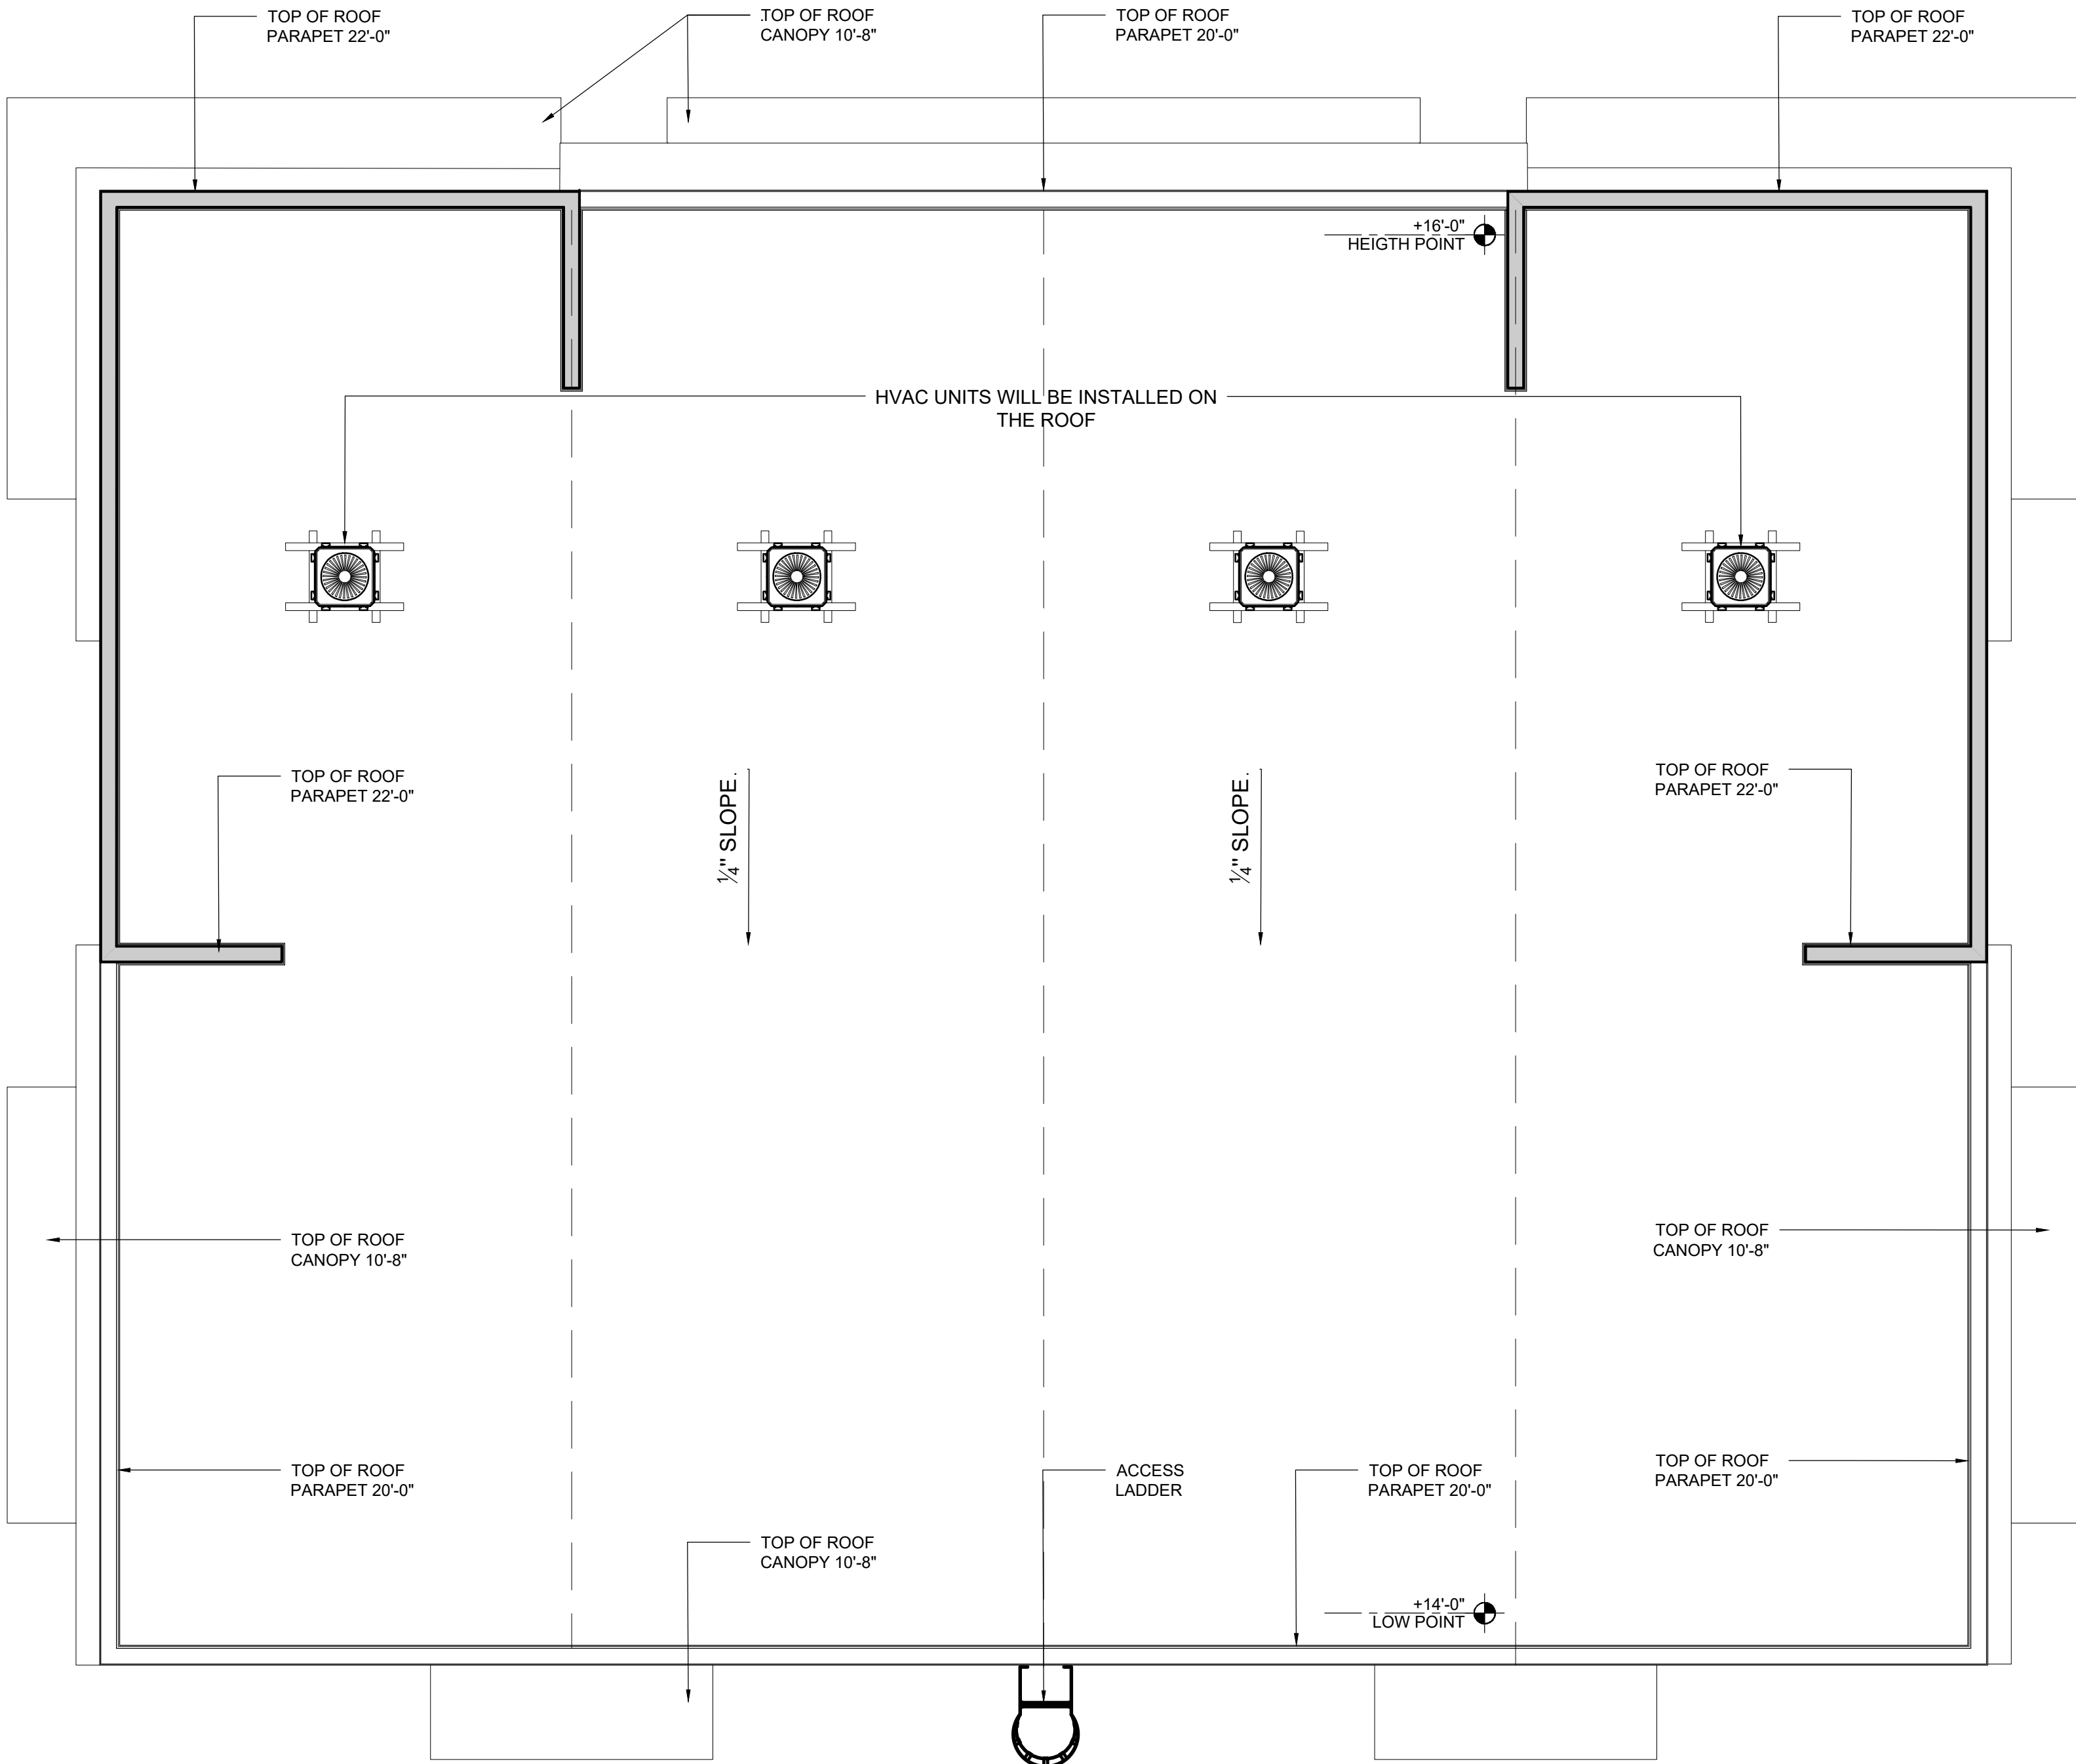 TOP OF ROOF
PARAPET 22'-0"
TOP OF ROOF
CANOPY 10'-8"
TOP OF ROOF
PARAPET 20'-0"
TOP OF ROOF
PARAPET 22'-0"
+16'-0"
HEIGTH POINT
HVAC UNITS WILL BE INSTALLED ON
THE ROOF
TOP OF ROOF
PARAPET 22'-0"
¼" SLOPE.
¼" SLOPE.
TOP OF ROOF
PARAPET 22'-0"
TOP OF ROOF
CANOPY 10'-8"
TOP OF ROOF
CANOPY 10'-8"
TOP OF ROOF
PARAPET 20'-0"
ACCESS
LADDER
TOP OF ROOF
PARAPET 20'-0"
TOP OF ROOF
PARAPET 20'-0"
TOP OF ROOF
CANOPY 10'-8"
+14'-0"
LOW POINT